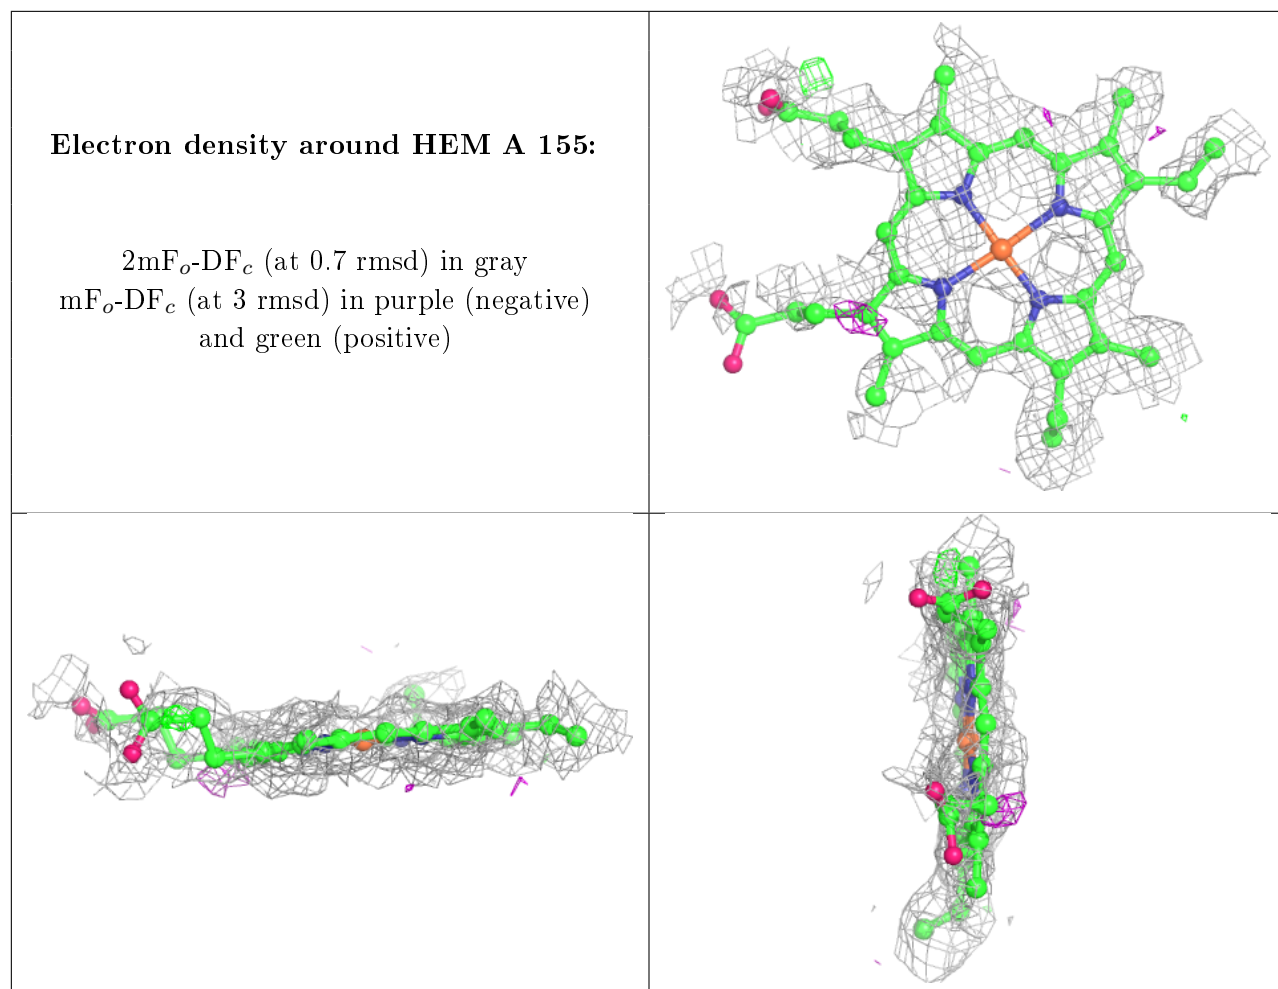 Electron density around HEM A 155:
2mFₒ-DF𝒸 (at 0.7 rmsd) in gray
mFₒ-DF𝒸 (at 3 rmsd) in purple (negative)
and green (positive)